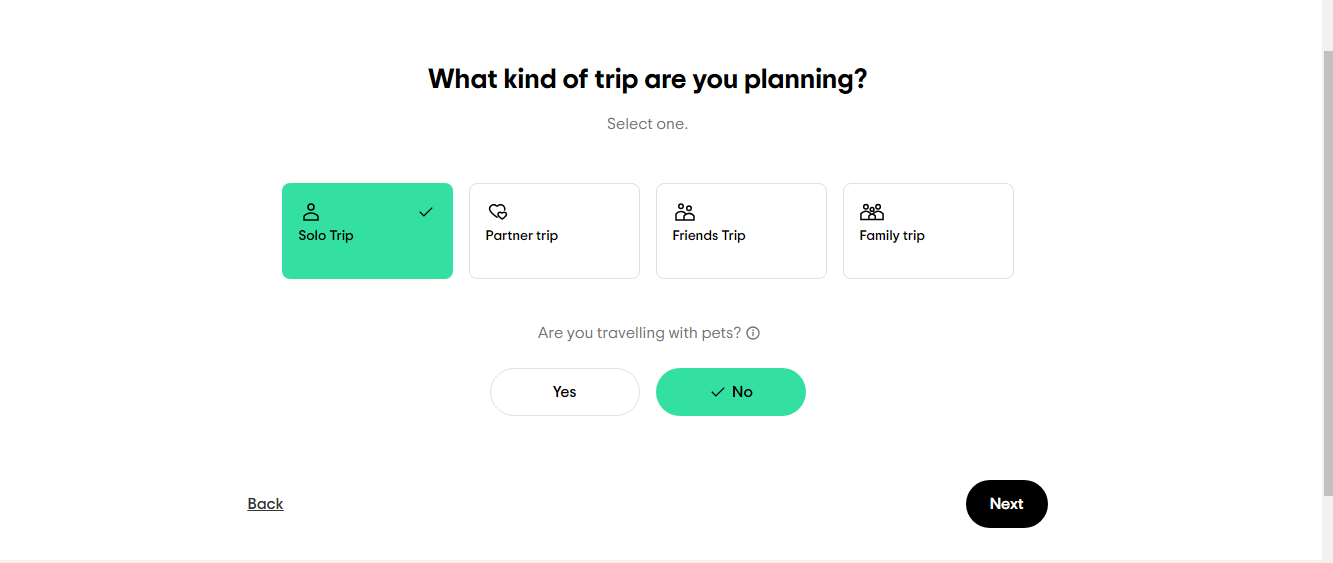 What kind of trip are you planning?
Select one.
Solo Trip
Partner trip
Friends Trip
Family trip
Are you travelling with pets?
Yes
No
Back
Next